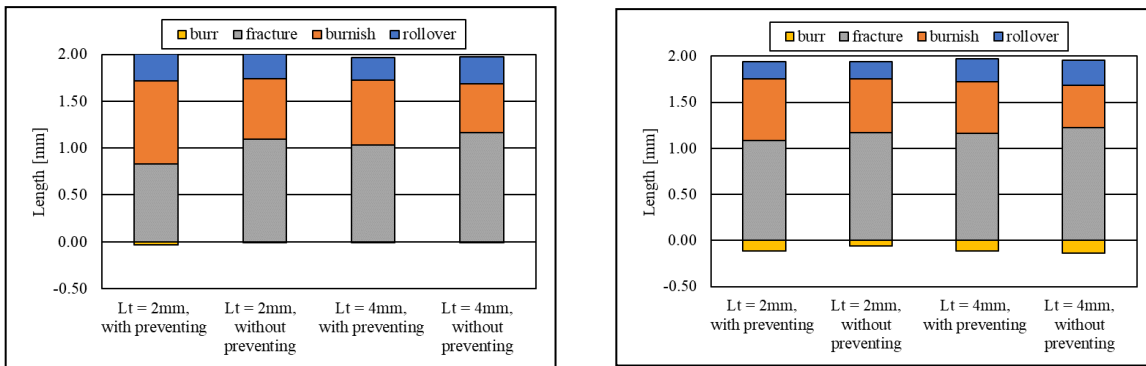 burr fracture burnish rollover
2.00
1.50
1.00
0.50
0.00
-0.50
Length [mm]
Lt = 2mm,
with preventing
Lt = 2mm,
without
preventing
Lt = 4mm,
with preventing
Lt = 4mm,
without
preventing
burr fracture burnish rollover
2.00
1.50
1.00
0.50
0.00
-0.50
Length [mm]
Lt = 2mm,
with preventing
Lt = 2mm,
without
preventing
Lt = 4mm,
with preventing
Lt = 4mm,
without
preventing